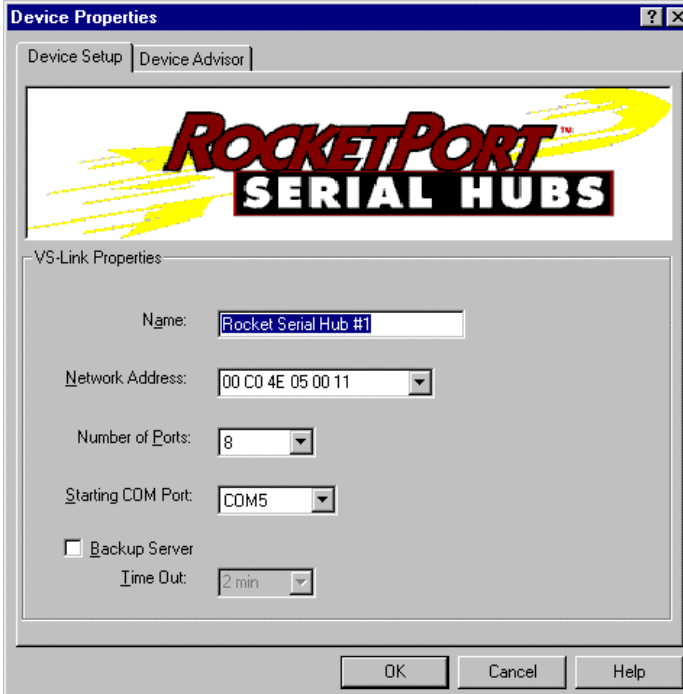 Device Properties
Device Setup Device Advisor
ROCKETPORT™
SERIAL HUBS
VS-Link Properties
Name: Rocket Serial Hub #1
Network Address: 00 C0 4E 05 00 11
Number of Ports: 8
Starting COM Port: COM5
Backup Server
Time Out: 2 min
OK Cancel Help